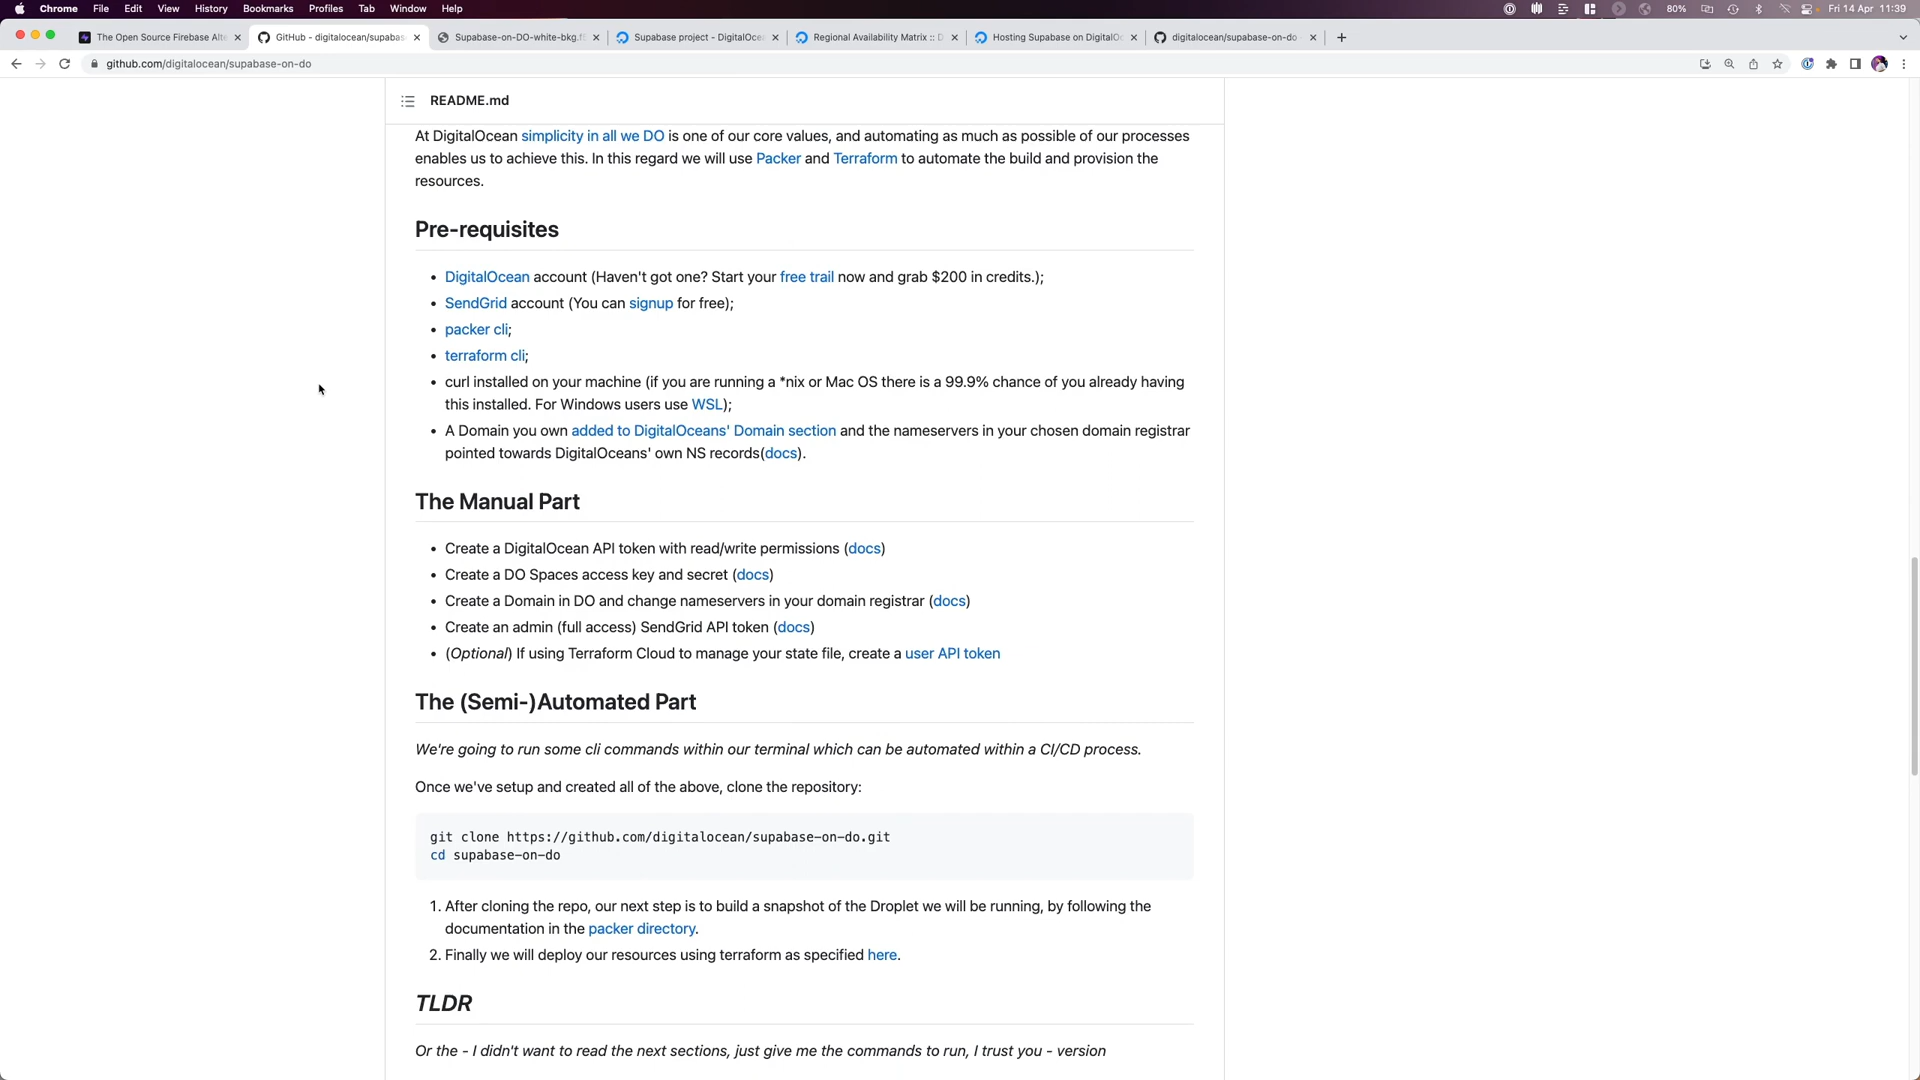 Chrome File Edit View History Bookmarks Profiles Tab Window Help 80% Fri 14 Apr 11:39
The Open Source Firebase Alte
GitHub - digitalocean/supabas
Supabase-on-DO-white-bkg.f
Supabase project - DigitalOcea
Regional Availability Matrix :: D
Hosting Supabase on DigitalO
digitalocean/supabase-on-do
github.com/digitalocean/supabase-on-do
README.md
At DigitalOcean simplicity in all we DO is one of our core values, and automating as much as possible of our processes
enables us to achieve this. In this regard we will use Packer and Terraform to automate the build and provision the
resources.
Pre-requisites
• DigitalOcean account (Haven't got one? Start your free trail now and grab $200 in credits.);
• SendGrid account (You can signup for free);
• packer cli;
• terraform cli;
• curl installed on your machine (if you are running a *nix or Mac OS there is a 99.9% chance of you already having
this installed. For Windows users use WSL);
• A Domain you own added to DigitalOceans' Domain section and the nameservers in your chosen domain registrar
pointed towards DigitalOceans' own NS records(docs).
The Manual Part
• Create a DigitalOcean API token with read/write permissions (docs)
• Create a DO Spaces access key and secret (docs)
• Create a Domain in DO and change nameservers in your domain registrar (docs)
• Create an admin (full access) SendGrid API token (docs)
• (Optional) If using Terraform Cloud to manage your state file, create a user API token
The (Semi-)Automated Part
We're going to run some cli commands within our terminal which can be automated within a CI/CD process.
Once we've setup and created all of the above, clone the repository:
git clone https://github.com/digitalocean/supabase-on-do.git
cd supabase-on-do
1. After cloning the repo, our next step is to build a snapshot of the Droplet we will be running, by following the
documentation in the packer directory.
2. Finally we will deploy our resources using terraform as specified here.
TLDR
Or the - I didn't want to read the next sections, just give me the commands to run, I trust you - version